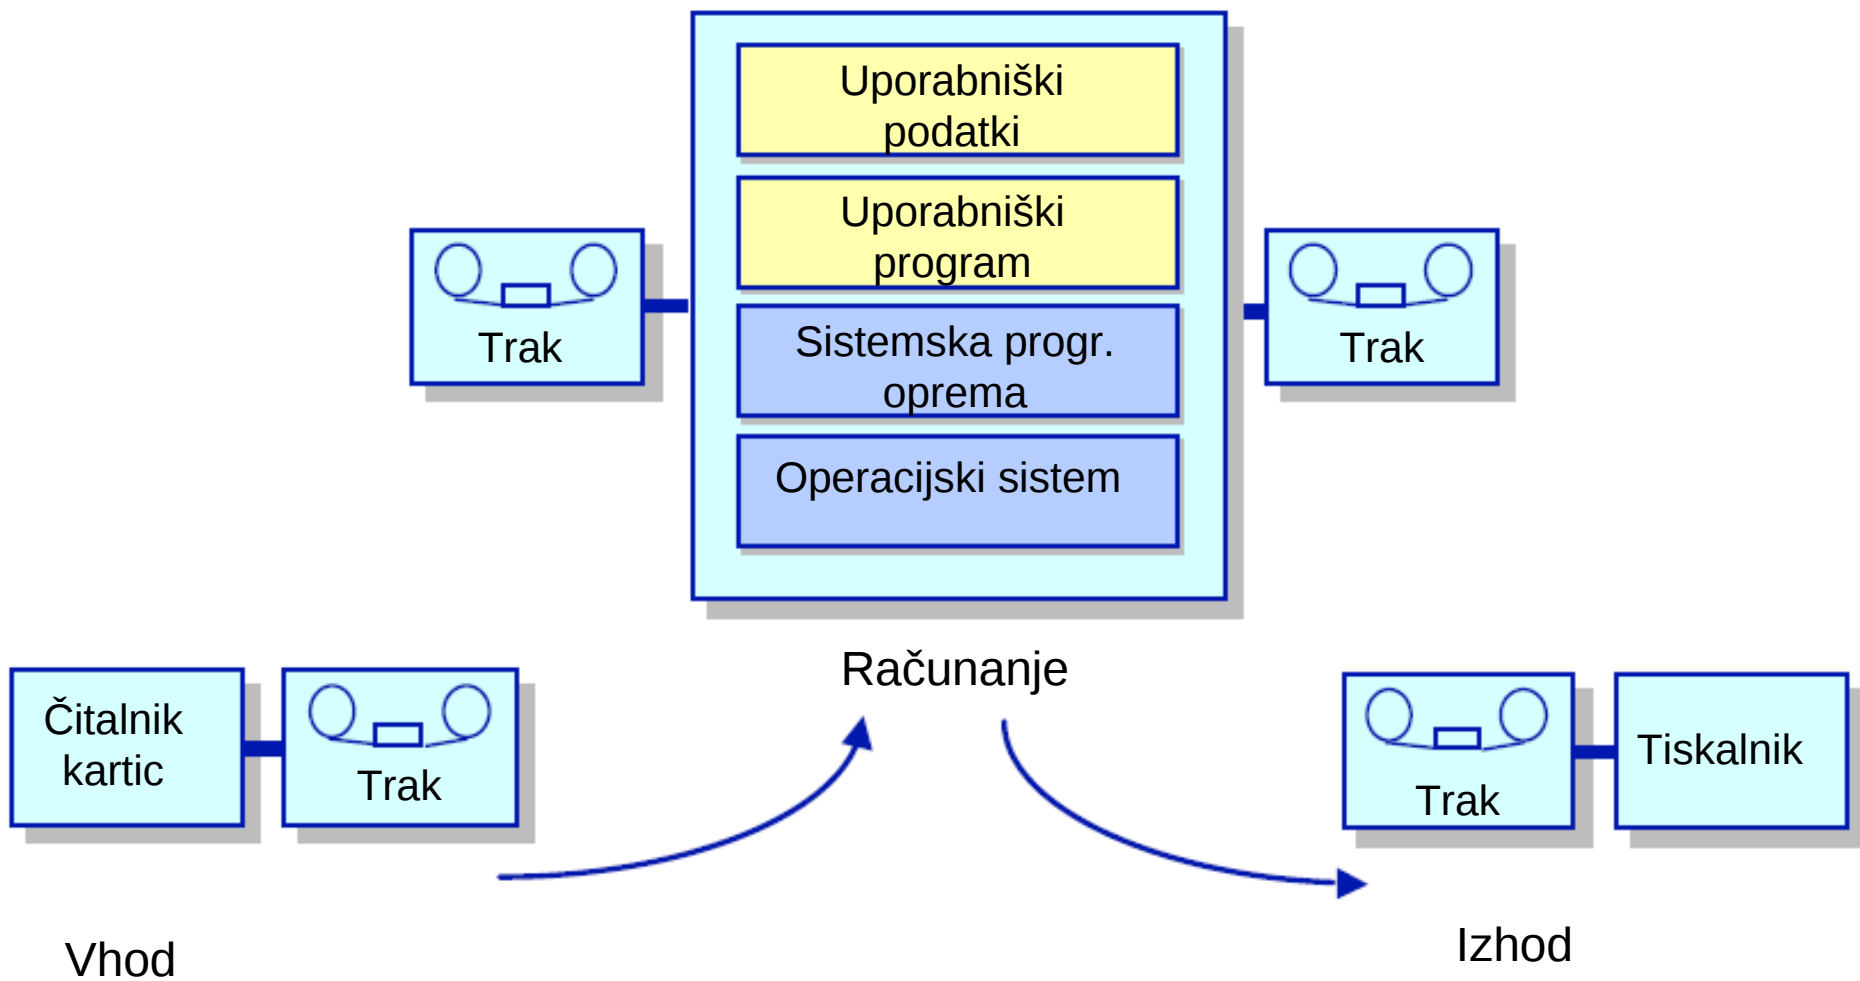 Uporabniški
podatki
Uporabniški
program
Trak
Sistemska progr.
oprema
Trak
Operacijski sistem
Računanje
Čitalnik
kartic
Trak
Trak
Tiskalnik
Vhod
Izhod